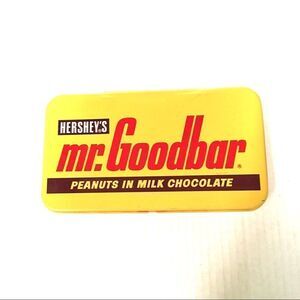 HERSHEY'S
mr. Goodbar®
PEANUTS IN MILK CHOCOLATE